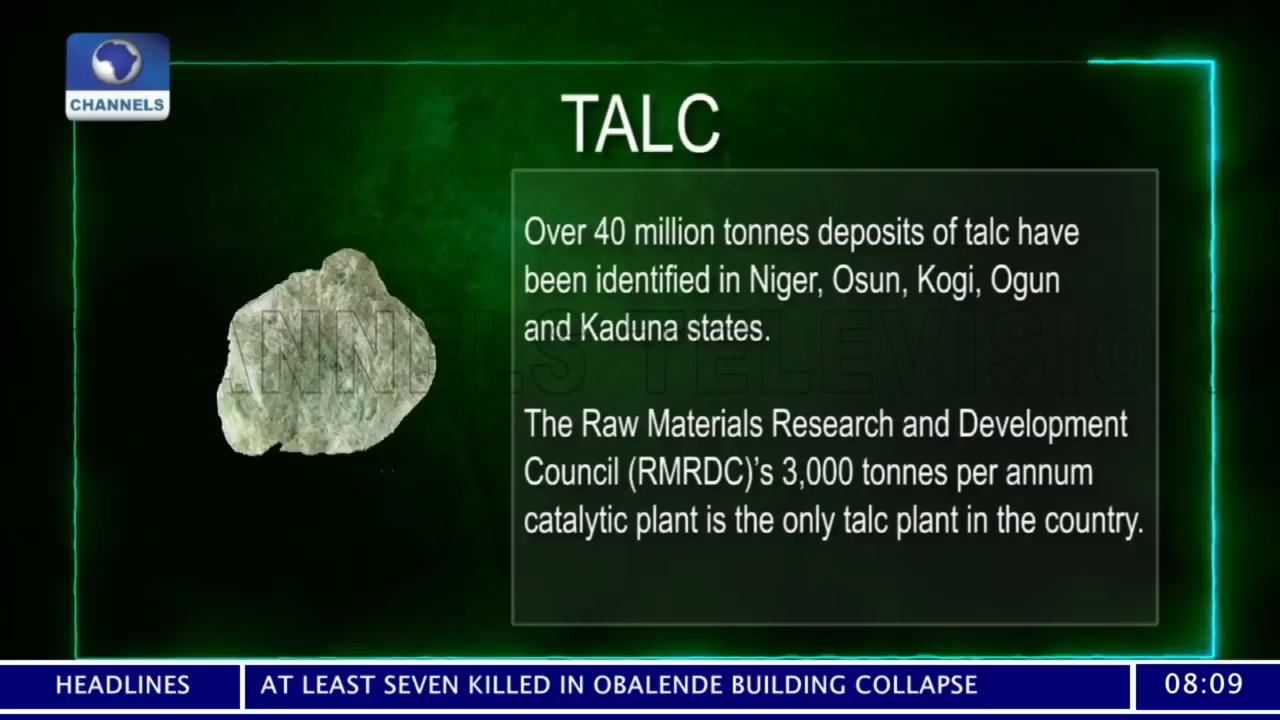 CHANNELS
TALC
Over 40 million tonnes deposits of talc have
been identified in Niger, Osun, Kogi, Ogun
and Kaduna states.
ANNELS TELEVISIO
The Raw Materials Research and Development
Council (RMRDC)'s 3,000 tonnes per annum
catalytic plant is the only talc plant in the country.
HEADLINES
AT LEAST SEVEN KILLED IN OBALENDE BUILDING COLLAPSE
08:09